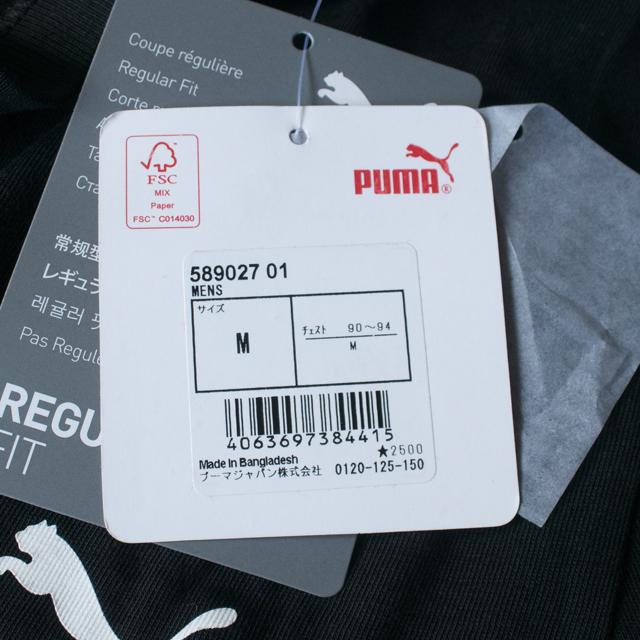 Coupe régulière
Regular Fit
Corte
常规型
レギュラ
레귤러 핏
Pas Regule
REGU
FIT
FSC
MIX
Paper
FSC™ C014030
PUMA®
589027 01
MENS
サイズ
M
チェスト 90～94
M
4063697384415
★2500
Made in Bangladesh
プーマジャパン株式会社 0120-125-150